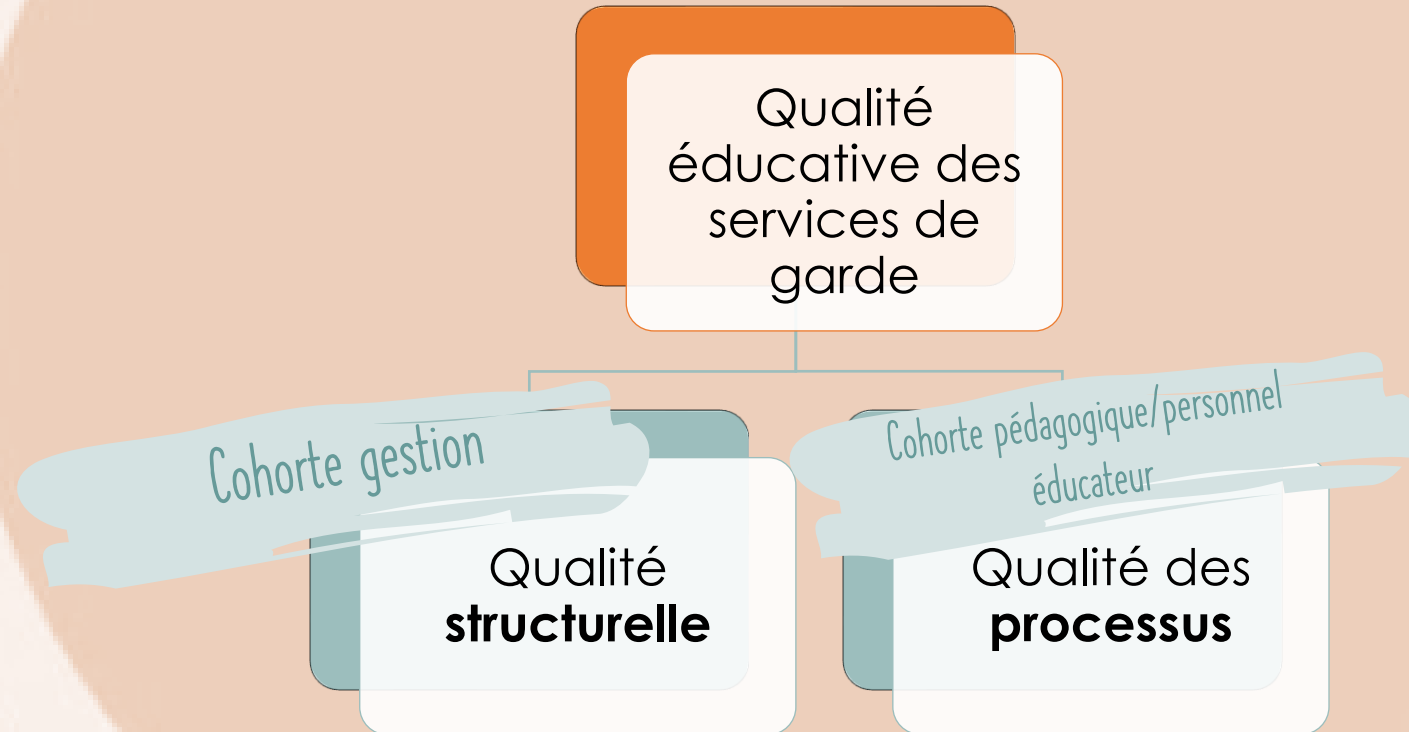 Qualité
éducative des
services de
garde
Cohorte gestion
Qualité
structurelle
Cohorte pédagogique/personnel
éducateur
Qualité des
processus